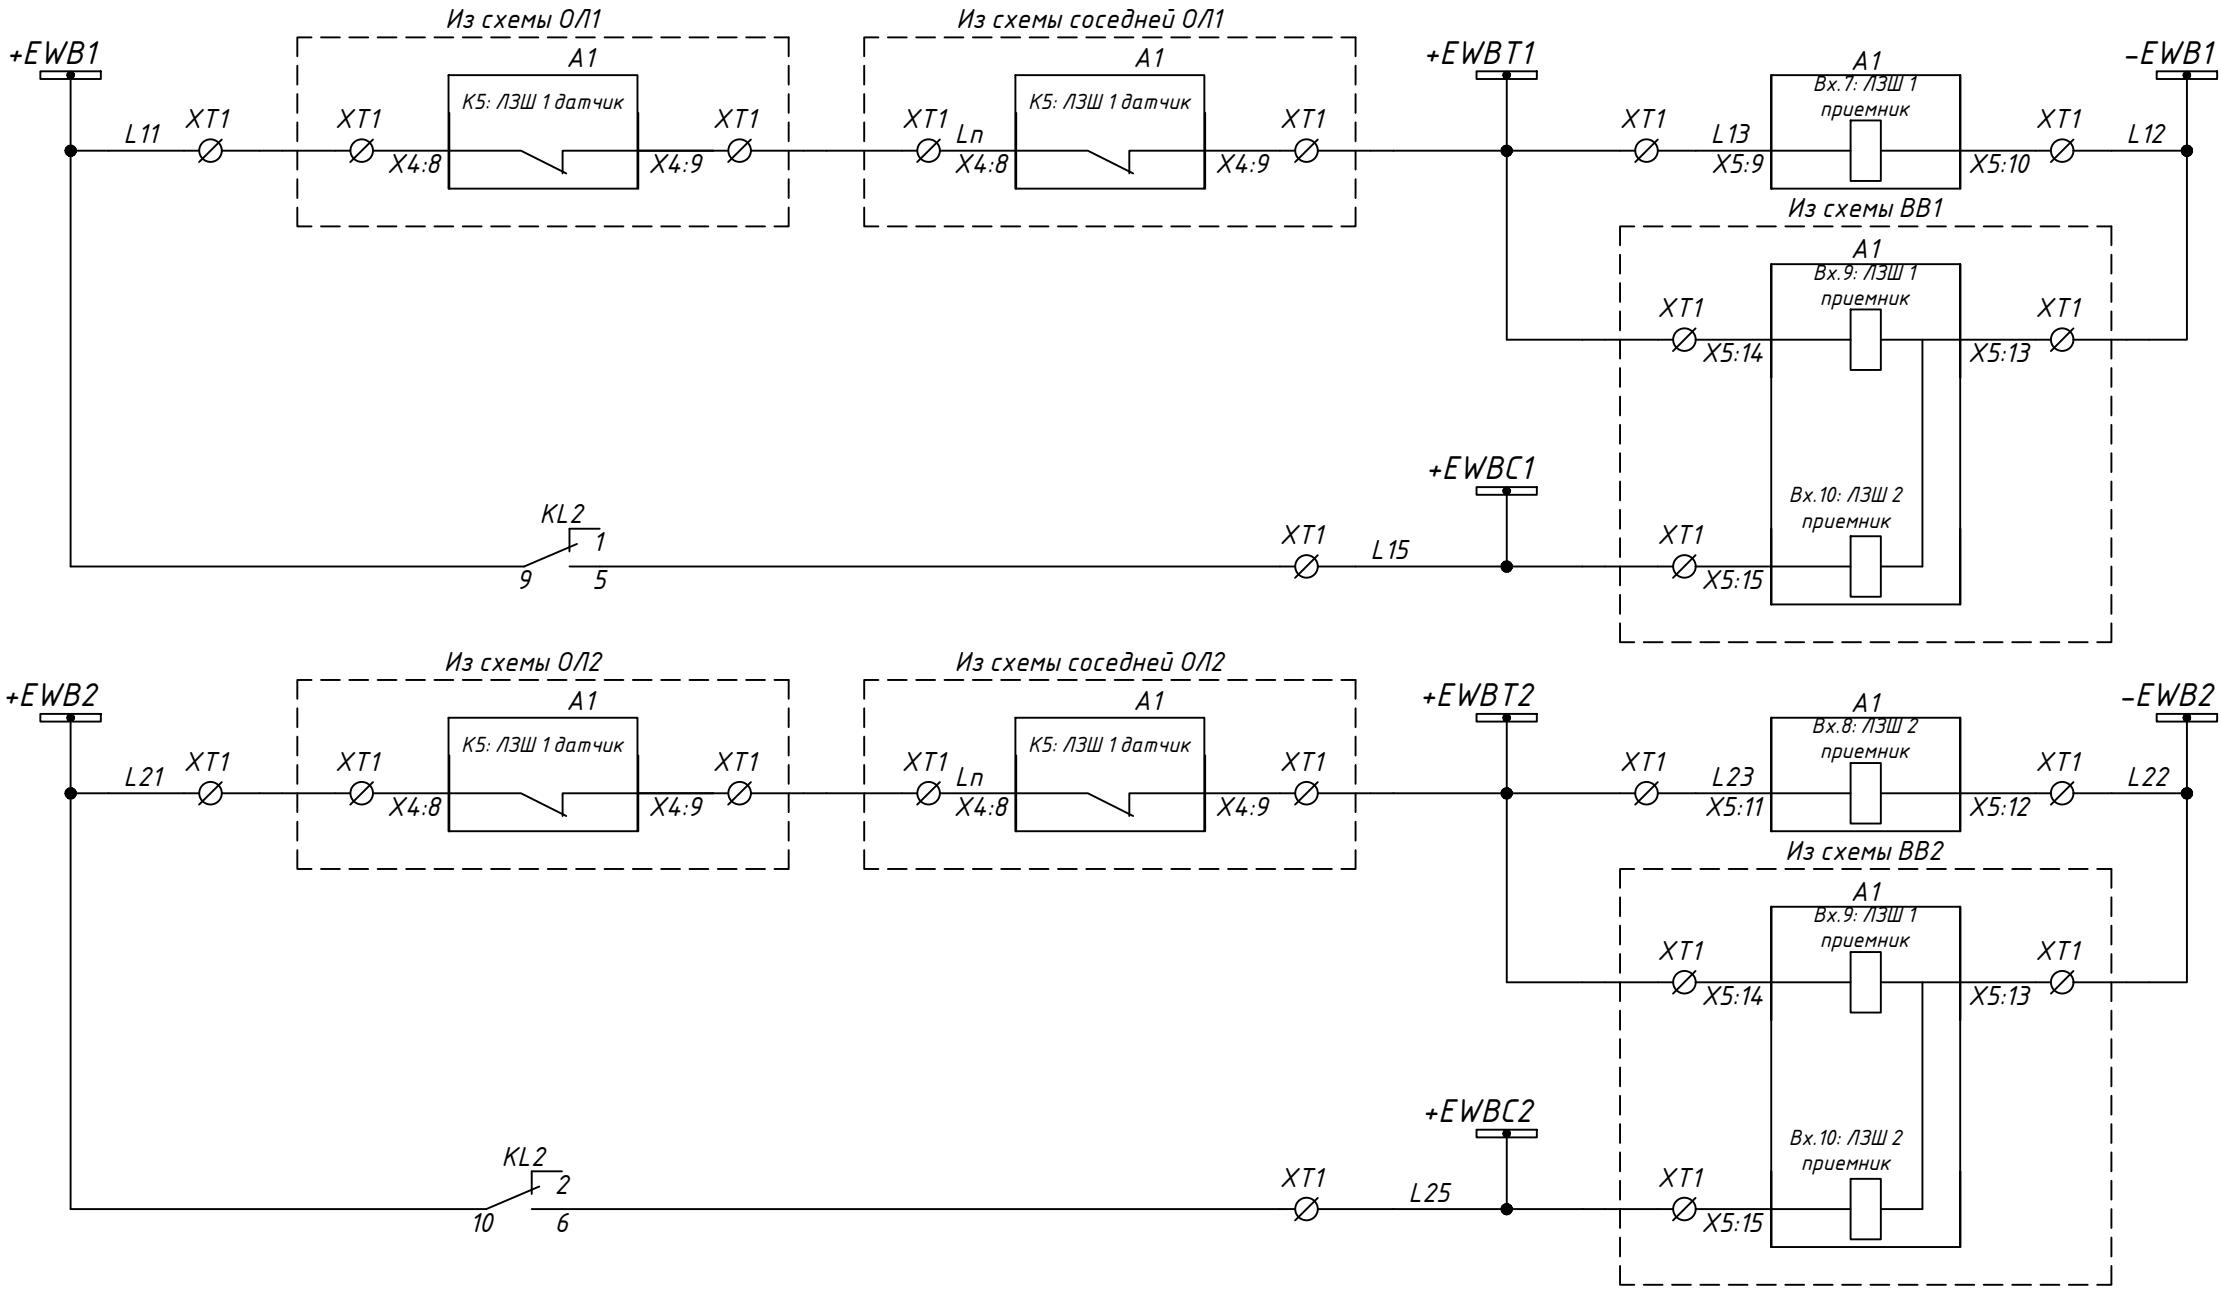 Из схемы ОЛ1
Из схемы соседней ОЛ1
+EWB1
+EWBT1
-EWB1
A1
A1
A1
К5: ЛЗШ 1 датчик
К5: ЛЗШ 1 датчик
Вх.7: ЛЗШ 1
приемник
L11
XT1
XT1
XT1
XT1
Ln
XT1
XT1
L13
XT1
L12
X4:8
X4:9
X4:8
X4:9
X5:9
X5:10
Из схемы ВВ1
A1
Вх.9: ЛЗШ 1
приемник
XT1
XT1
X5:14
X5:13
+EWBC1
Вх.10: ЛЗШ 2
приемник
KL2
1
9
5
XT1
L15
XT1
X5:15
Из схемы ОЛ2
Из схемы соседней ОЛ2
+EWB2
+EWBT2
-EWB2
A1
A1
A1
К5: ЛЗШ 1 датчик
К5: ЛЗШ 1 датчик
Вх.8: ЛЗШ 2
приемник
L21
XT1
XT1
XT1
XT1
Ln
XT1
XT1
L23
XT1
L22
X4:8
X4:9
X4:8
X4:9
X5:11
X5:12
Из схемы ВВ2
A1
Вх.9: ЛЗШ 1
приемник
XT1
XT1
X5:14
X5:13
+EWBC2
Вх.10: ЛЗШ 2
приемник
KL2
2
10
6
XT1
L25
XT1
X5:15